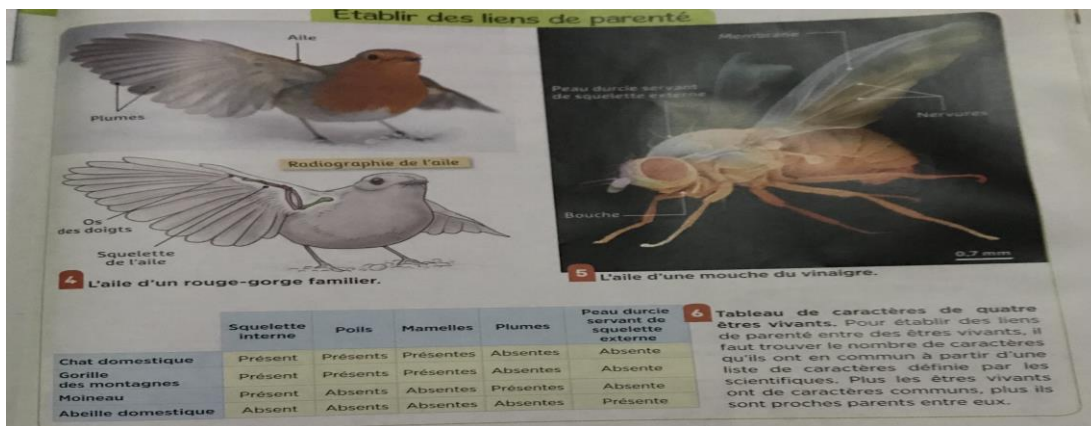 Etablir des liens de parenté
Aile
Plumes
Radiographie de l'aile
Os
des doigts
Squelette
de l'aile
4 L'aile d'un rouge-gorge familier.
Membrane
Peau durcie servant
de squelette externe
Nervures
Bouche
0,7 mm
5 L'aile d'une mouche du vinaigre.
Squelette interne Poils Mamelles Plumes Peau durcie servant de squelette externe
Chat domestique Présent Présents Présentes Absentes Absente
Gorille des montagnes Présent Présents Présentes Absentes Absente
Moineau Présent Absents Absentes Présentes Absente
Abeille domestique Absent Absents Absentes Absentes Présente
6 Tableau de caractères de quatre
êtres vivants. Pour établir des liens
de parenté entre des êtres vivants, il
faut trouver le nombre de caractères
qu'ils ont en commun à partir d'une
liste de caractères définie par les
scientifiques. Plus les êtres vivants
ont de caractères communs, plus ils
sont proches parents entre eux.